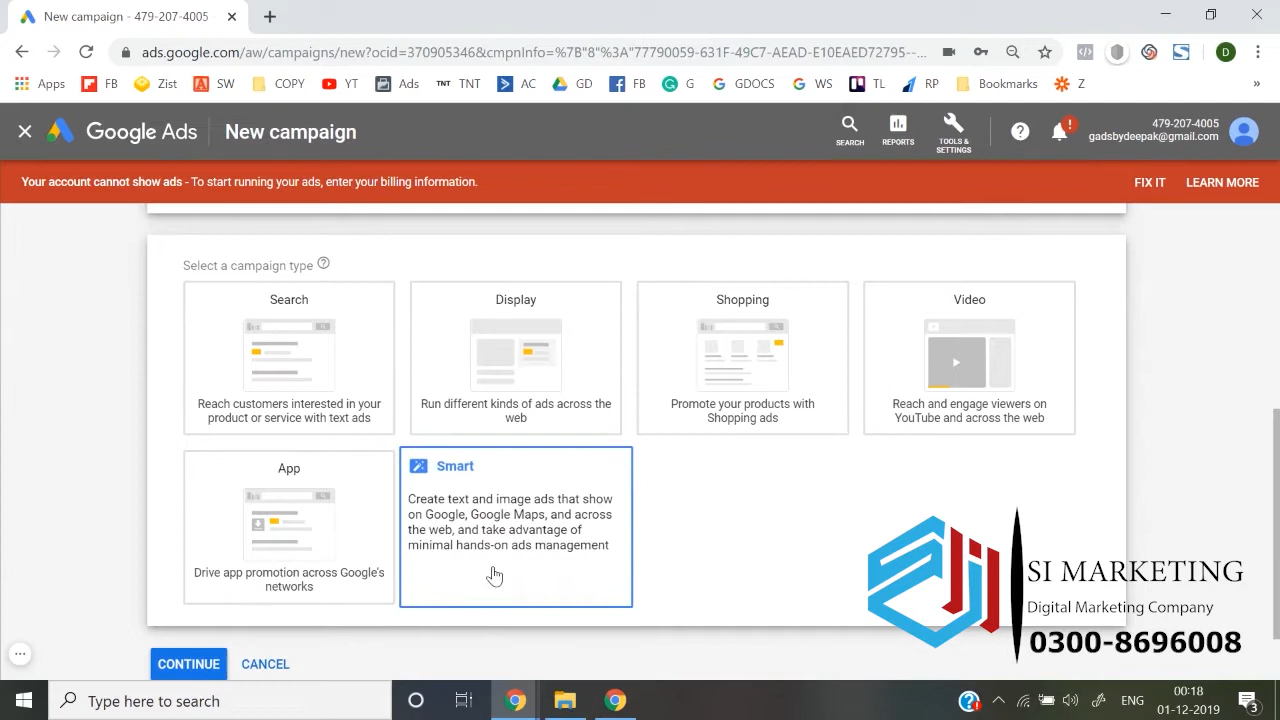 New campaign - 479-207-4005
ads.google.com/aw/campaigns/new?ocid=370905346&cmpnInfo=%7B"8"%3A"77790059-631F-49C7-AEAD-E10EAED72795--...
Apps FB Zist SW COPY YT Ads TNT TNT AC GD FB G GDOCS WS TL RP Bookmarks Z »
Google Ads New campaign
SEARCH REPORTS TOOLS & SETTINGS
479-207-4005
gadsbydeepak@gmail.com
Your account cannot show ads - To start running your ads, enter your billing information. FIX IT LEARN MORE
Select a campaign type
Search
Reach customers interested in your
product or service with text ads
Display
Run different kinds of ads across the
web
Shopping
Promote your products with
Shopping ads
Video
Reach and engage viewers on
YouTube and across the web
App
Drive app promotion across Google's
networks
Smart
Create text and image ads that show
on Google, Google Maps, and across
the web, and take advantage of
minimal hands-on ads management
SI MARKETING
Digital Marketing Company
0300-8696008
CONTINUE CANCEL
Type here to search
ENG
00:18
01-12-2019
3